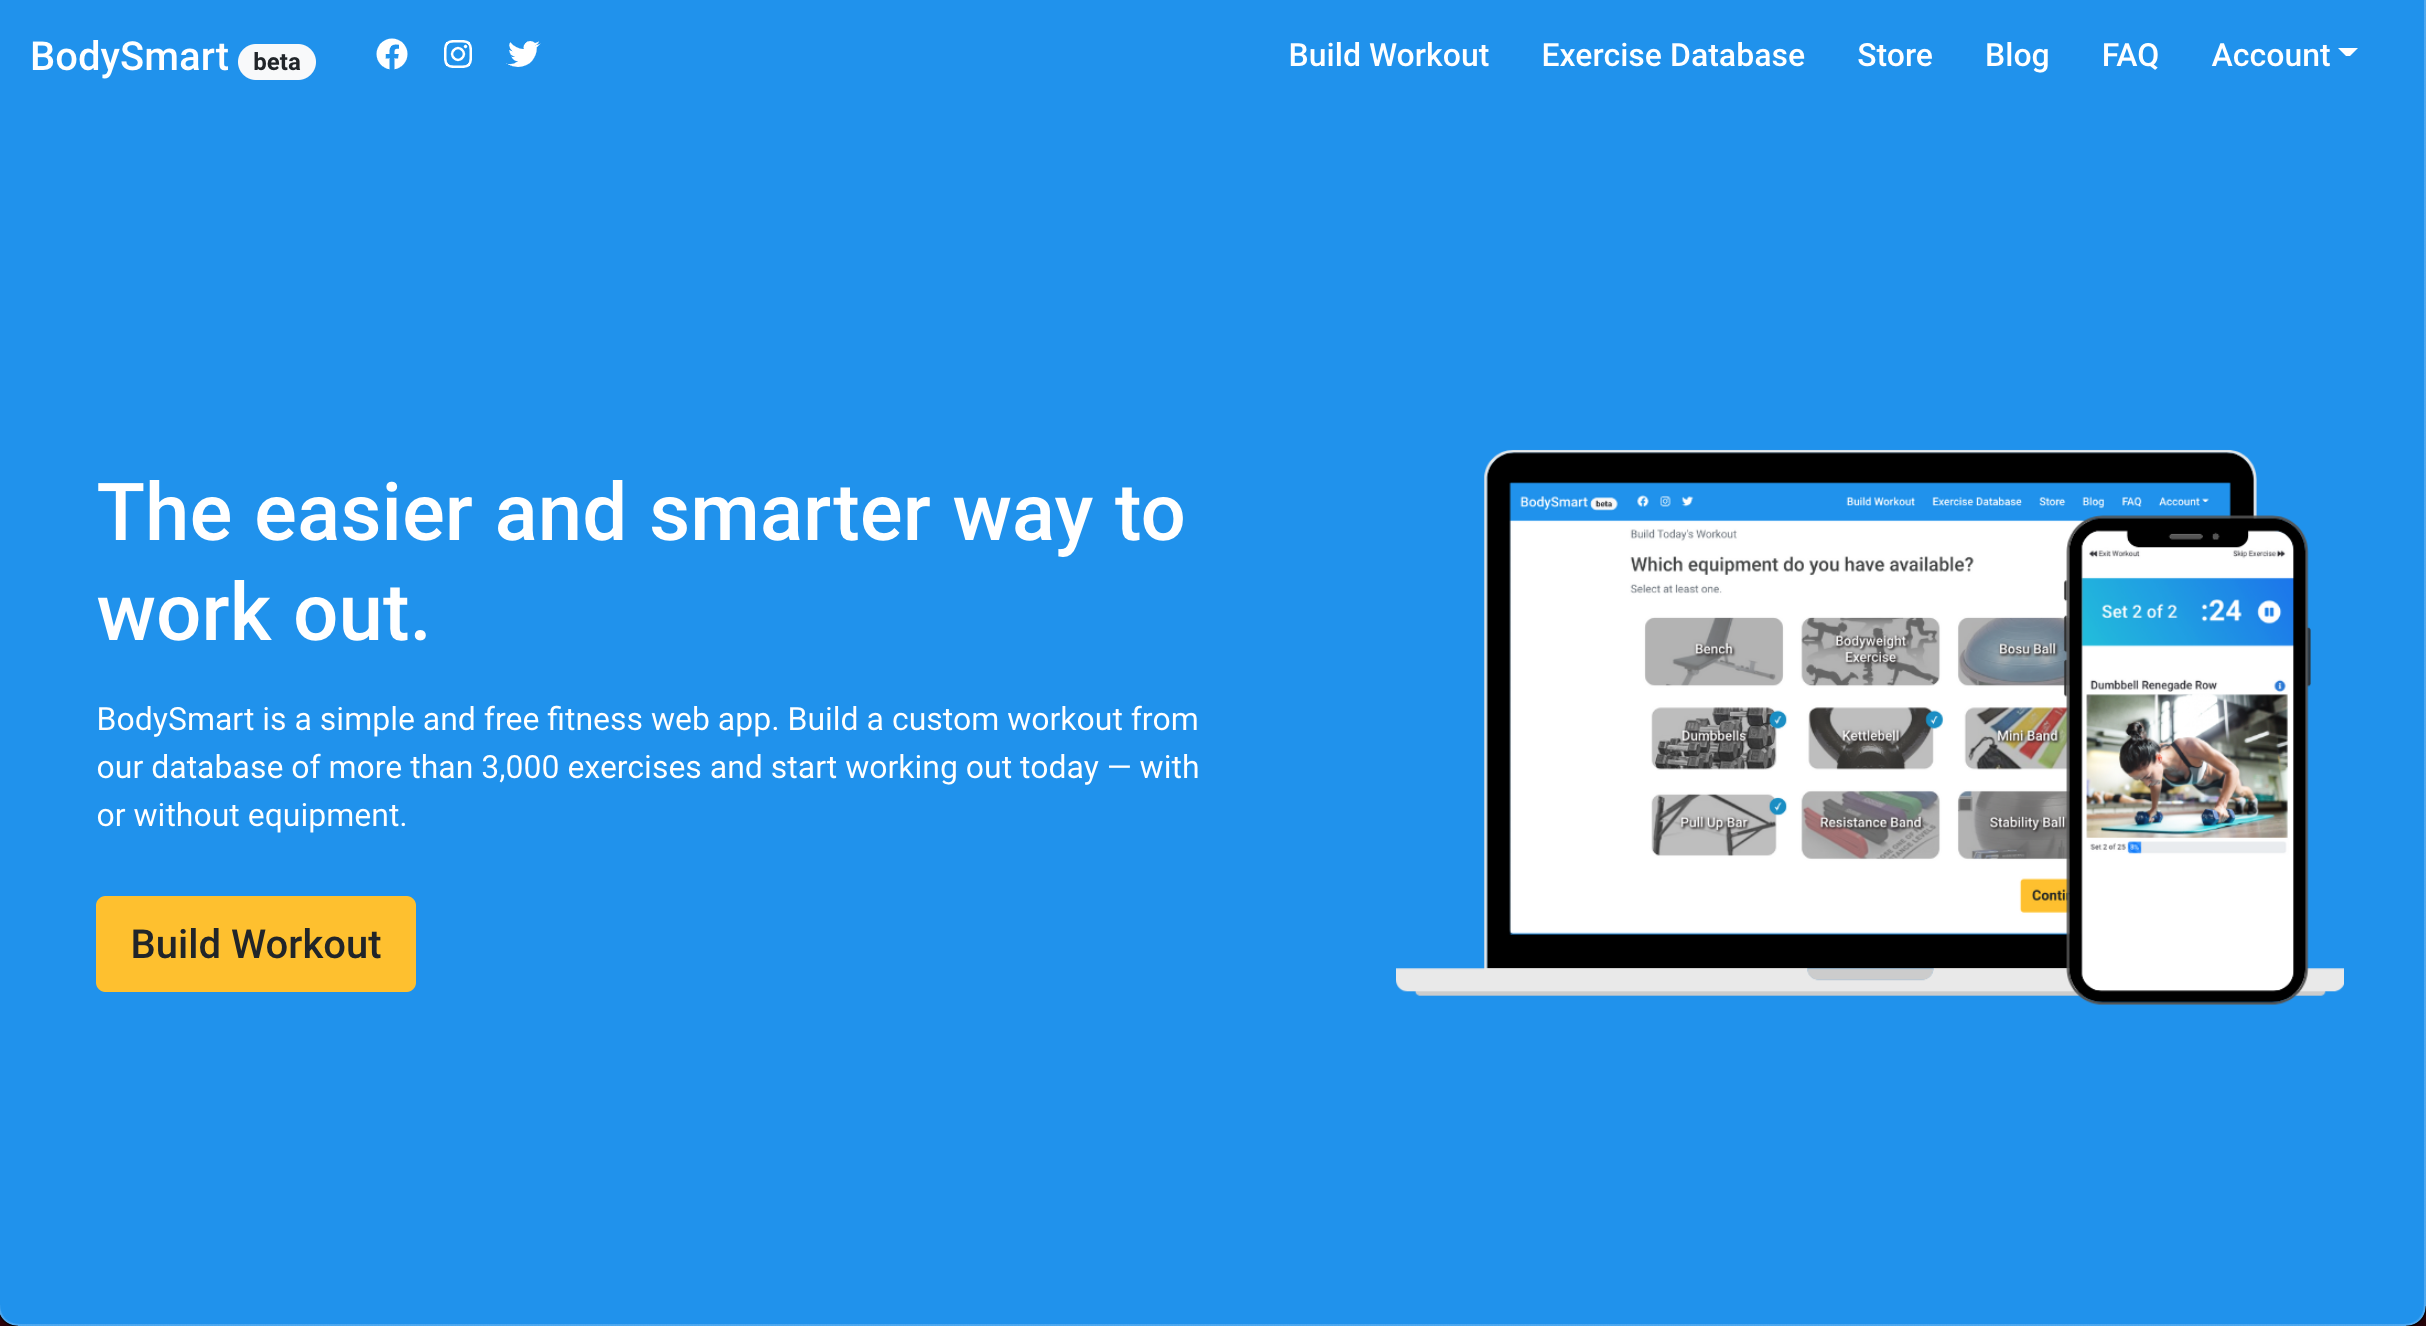 BodySmart beta
Build Workout Exercise Database Store Blog FAQ Account
The easier and smarter way to
work out.
BodySmart is a simple and free fitness web app. Build a custom workout from
our database of more than 3,000 exercises and start working out today — with
or without equipment.
Build Workout
BodySmart beta
Build Workout Exercise Database Store Blog FAQ Account
Build Today's Workout
Which equipment do you have available?
Select at least one.
Bench
Bodyweight
Exercise
Bosu Ball
Dumbbells
Kettlebell
Mini Band
Pull Up Bar
Resistance Band
Stability Ball
Exit Workout
Skip Exercise
Set 2 of 2 :24
Dumbbell Renegade Row
Set 2 of 25